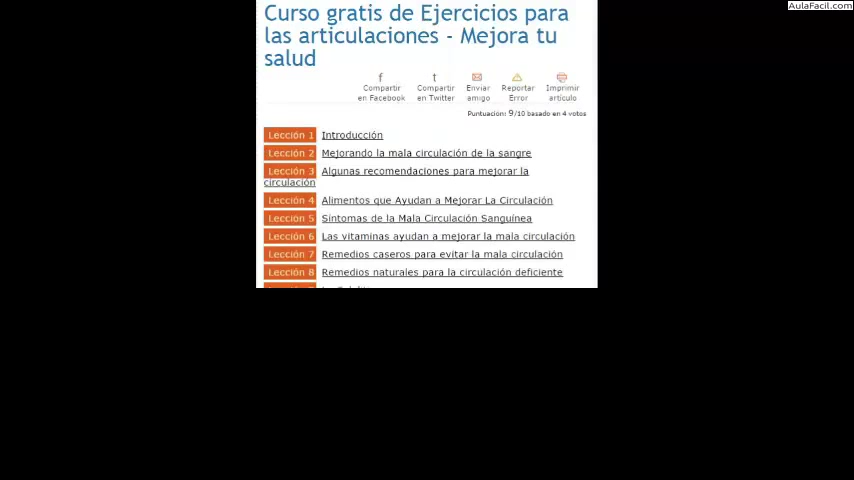 AulaFacil.com
Curso gratis de Ejercicios para
las articulaciones - Mejora tu
salud
Compartir
en Facebook
Compartir
en Twitter
Enviar
amigo
Reportar
Error
Imprimir
artículo
Puntuación: 9/10 basado en 4 votos
Lección 1 Introducción
Lección 2 Mejorando la mala circulación de la sangre
Lección 3 Algunas recomendaciones para mejorar la
circulación
Lección 4 Alimentos que Ayudan a Mejorar La Circulación
Lección 5 Síntomas de la Mala Circulación Sanguínea
Lección 6 Las vitaminas ayudan a mejorar la mala circulación
Lección 7 Remedios caseros para evitar la mala circulación
Lección 8 Remedios naturales para la circulación deficiente